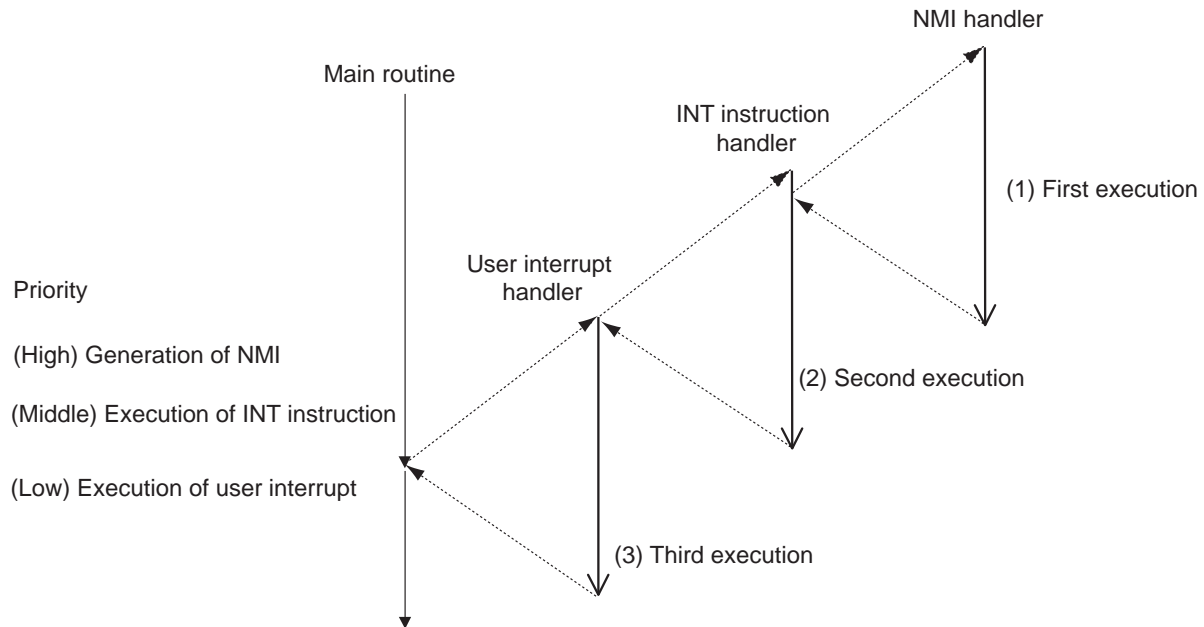 NMI handler
Main routine
INT instruction
handler
(1) First execution
User interrupt
handler
Priority
(High) Generation of NMI
(2) Second execution
(Middle) Execution of INT instruction
(Low) Execution of user interrupt
(3) Third execution